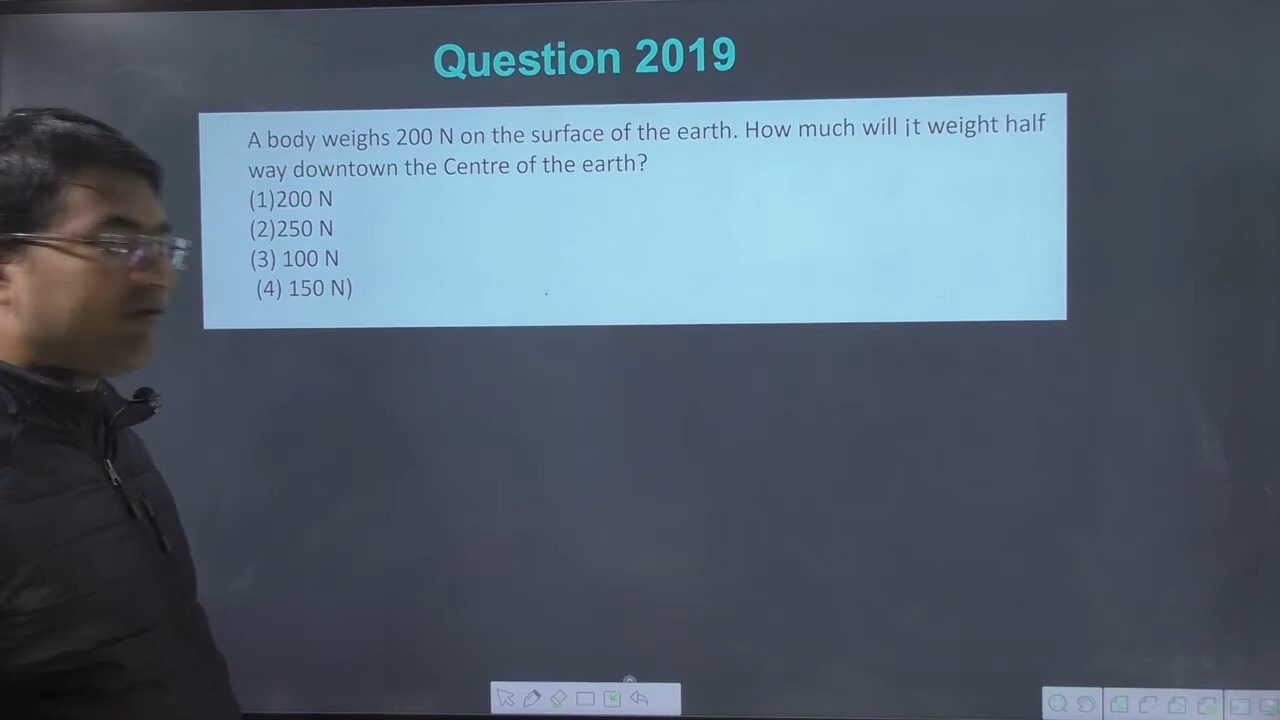 Question 2019
A body weighs 200 N on the surface of the earth. How much will it weight half
way downtown the Centre of the earth?
(1)200 N
(2)250 N
(3) 100 N
(4) 150 N)